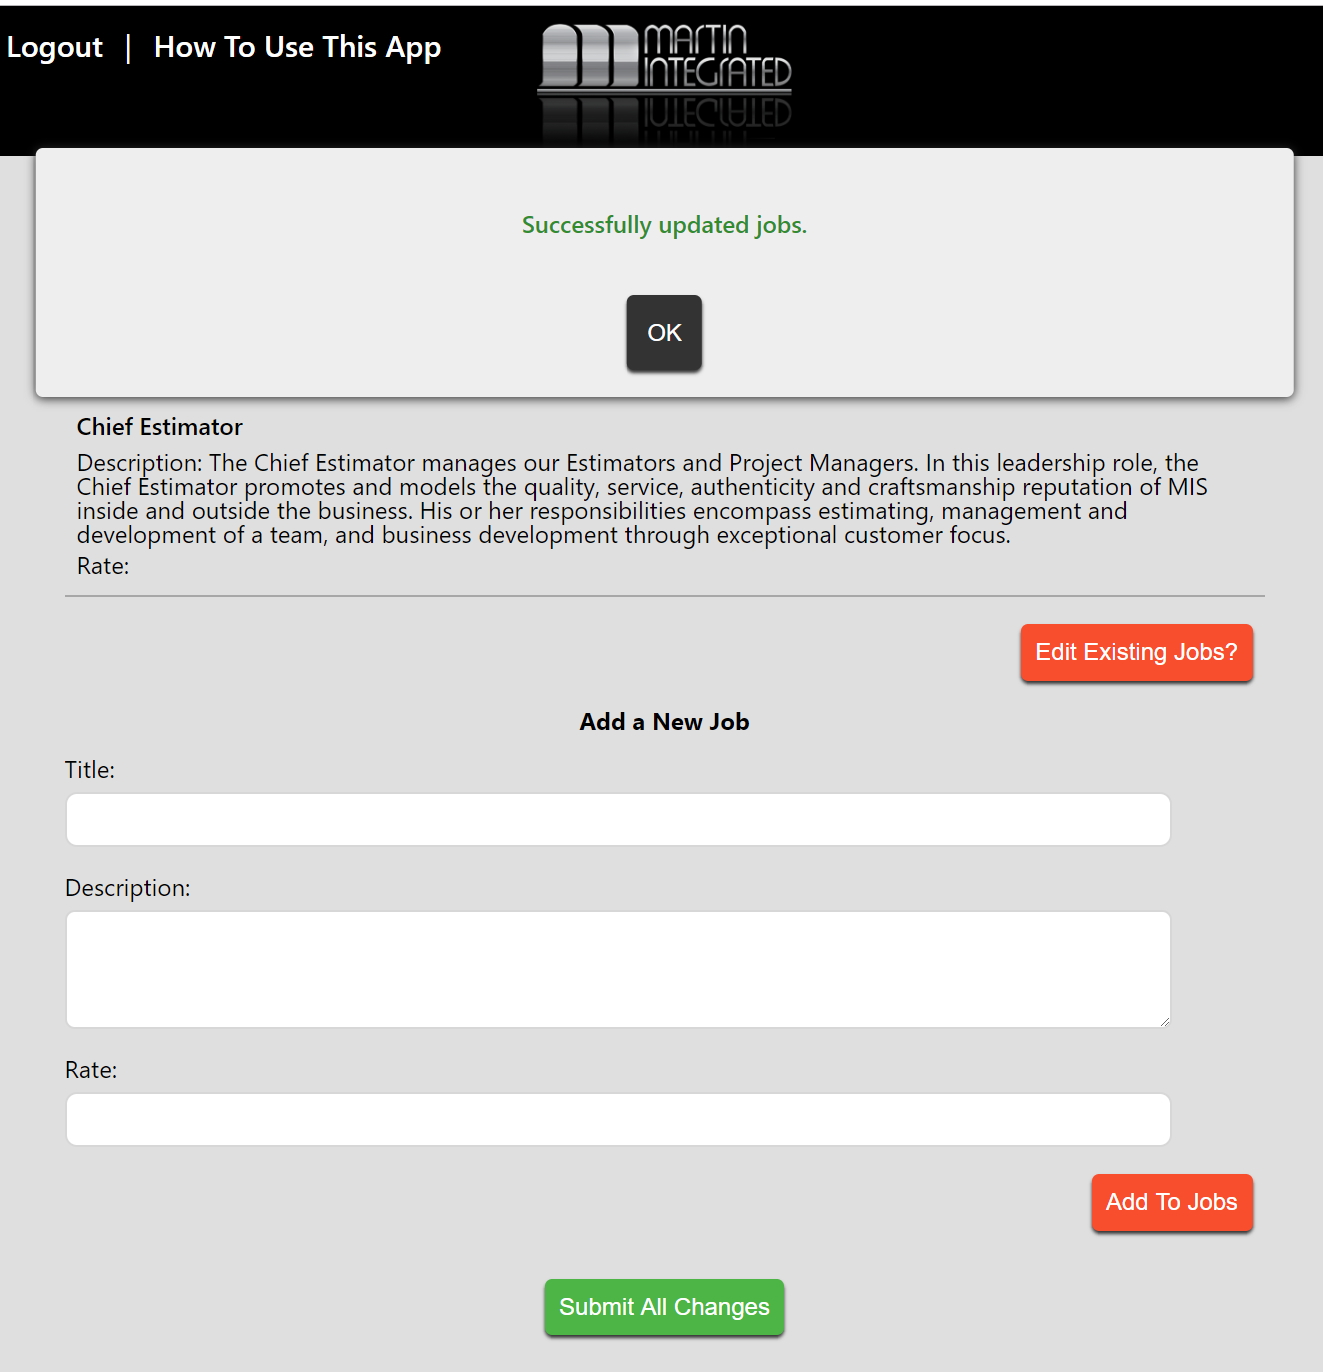 Logout | How To Use This App
MARTIN
INTEGRATED
Successfully updated jobs.
OK
Chief Estimator
Description: The Chief Estimator manages our Estimators and Project Managers. In this leadership role, the
Chief Estimator promotes and models the quality, service, authenticity and craftsmanship reputation of MIS
inside and outside the business. His or her responsibilities encompass estimating, management and
development of a team, and business development through exceptional customer focus.
Rate:
Edit Existing Jobs?
Add a New Job
Title:
Description:
Rate:
Add To Jobs
Submit All Changes